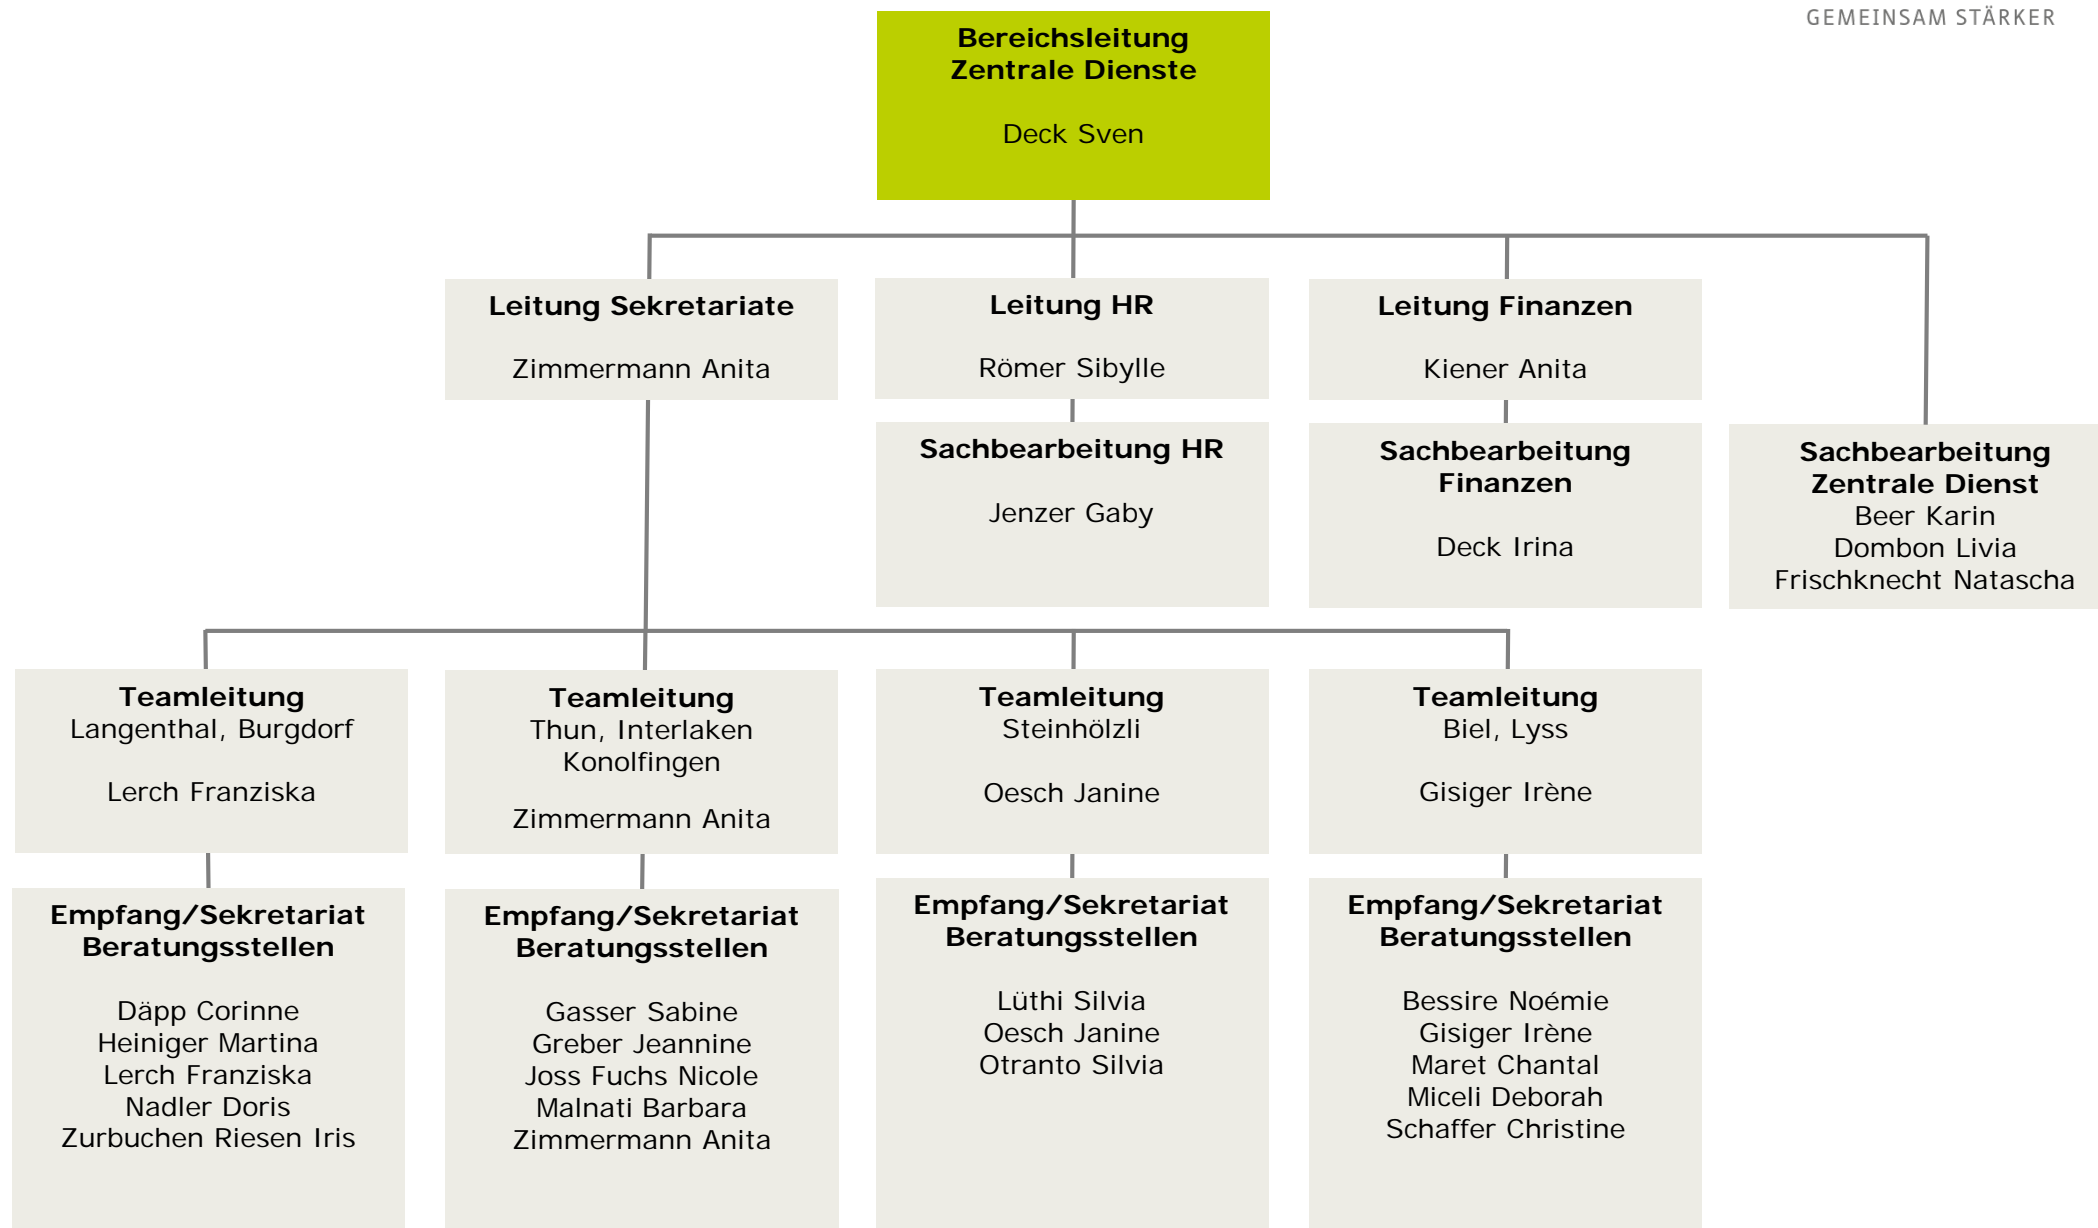 GEMEINSAM STÄRKER
Bereichsleitung
Zentrale Dienste
Deck Sven
Leitung Sekretariate
Zimmermann Anita
Leitung HR
Römer Sibylle
Leitung Finanzen
Kiener Anita
Sachbearbeitung HR
Jenzer Gaby
Sachbearbeitung
Finanzen
Deck Irina
Sachbearbeitung
Zentrale Dienst
Beer Karin
Dombon Livia
Frischknecht Natascha
Teamleitung
Langenthal, Burgdorf
Lerch Franziska
Teamleitung
Thun, Interlaken
Konolfingen
Zimmermann Anita
Teamleitung
Steinhölzli
Oesch Janine
Teamleitung
Biel, Lyss
Gisiger Irène
Empfang/Sekretariat
Beratungsstellen
Däpp Corinne
Heiniger Martina
Lerch Franziska
Nadler Doris
Zurbuchen Riesen Iris
Empfang/Sekretariat
Beratungsstellen
Gasser Sabine
Greber Jeannine
Joss Fuchs Nicole
Malnati Barbara
Zimmermann Anita
Empfang/Sekretariat
Beratungsstellen
Lüthi Silvia
Oesch Janine
Otranto Silvia
Empfang/Sekretariat
Beratungsstellen
Bessire Noémie
Gisiger Irène
Maret Chantal
Miceli Deborah
Schaffer Christine